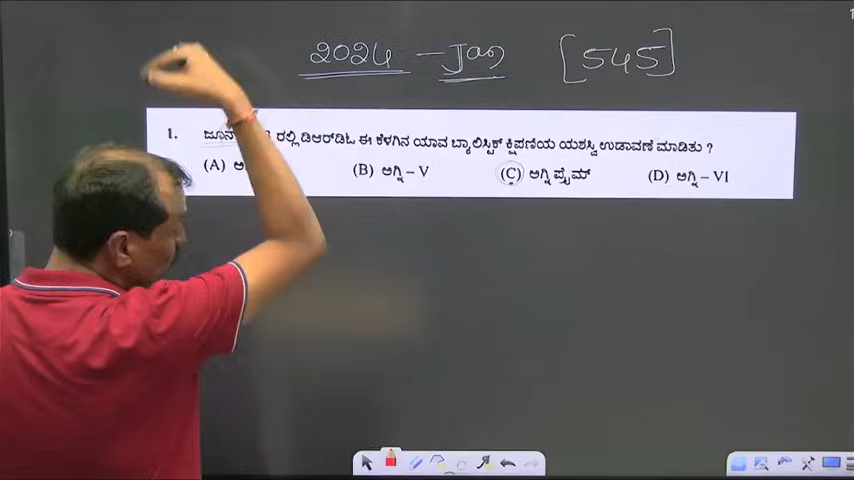 2024 - Jan [545]
1. ಜೂನ್ ರಲ್ಲಿ ಡಿಆರ್‌ಡಿಓ ಈ ಕೆಳಗಿನ ಯಾವ ಬ್ಯಾಲಿಸ್ಟಿಕ್ ಕ್ಷಿಪಣಿಯ ಯಶಸ್ವಿ ಉಡಾವಣೆ ಮಾಡಿತು ?
(A) (B) ಅಗ್ನಿ – V (C) ಅಗ್ನಿ ಪ್ರೈಮ್ (D) ಅಗ್ನಿ – VI